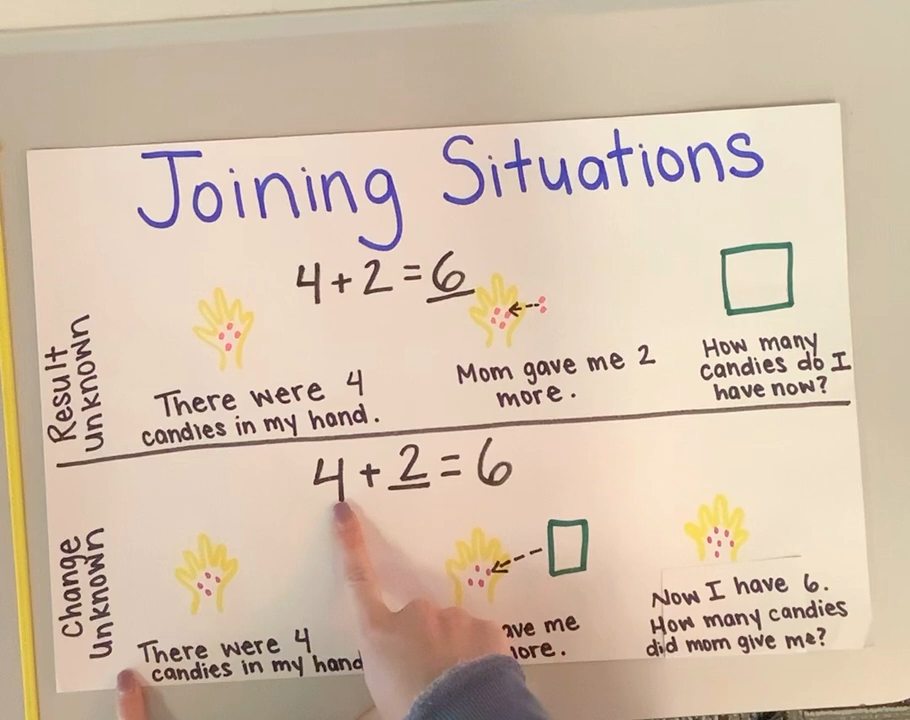 Joining Situations
Result
Unknown
4 + 2 = 6
There were 4
candies in my hand.
Mom gave me 2
more.
How many
candies do I
have now?
Change
Unknown
4 + 2 = 6
There were 4
candies in my hand
me
Now I have 6.
How many candies
did mom give me?